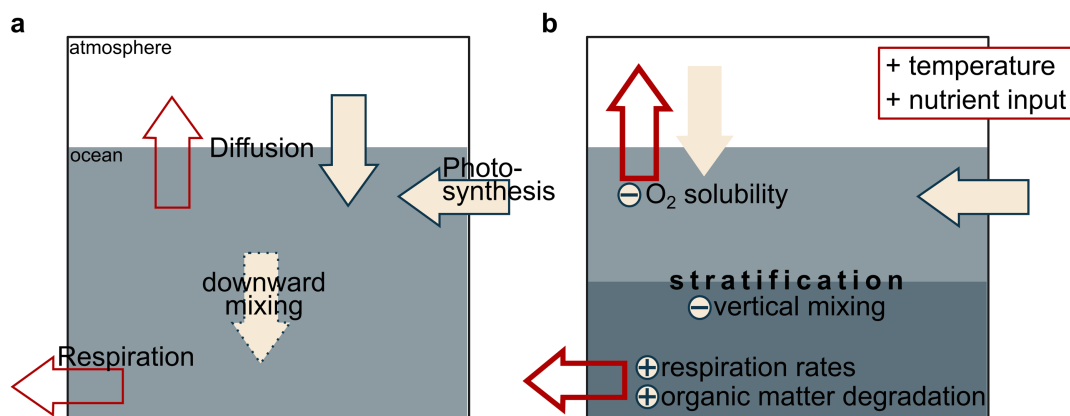 a
atmosphere
ocean
Diffusion
Photo-
synthesis
downward
mixing
Respiration
b
+ temperature
+ nutrient input
− O₂ solubility
stratification
− vertical mixing
+ respiration rates
+ organic matter degradation